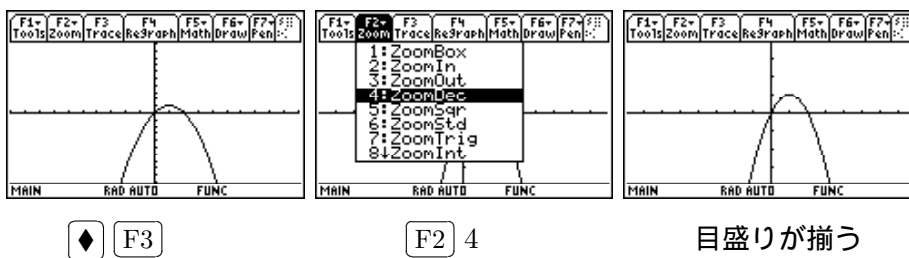 F1 F2 F3 F4 F5 F6 F7
Tools Zoom Trace ReGraph Math Draw Pen
MAIN RAD AUTO FUNC
◆ F3
F1 F2 F3 F4 F5 F6 F7
Tools Zoom Trace ReGraph Math Draw Pen
1:ZoomBox
2:ZoomIn
3:ZoomOut
4:ZoomDec
5:ZoomSqr
6:ZoomStd
7:ZoomTrig
8↓ZoomInt
MAIN RAD AUTO FUNC
F2 4
F1 F2 F3 F4 F5 F6 F7
Tools Zoom Trace ReGraph Math Draw Pen
MAIN RAD AUTO FUNC
目盛りが揃う